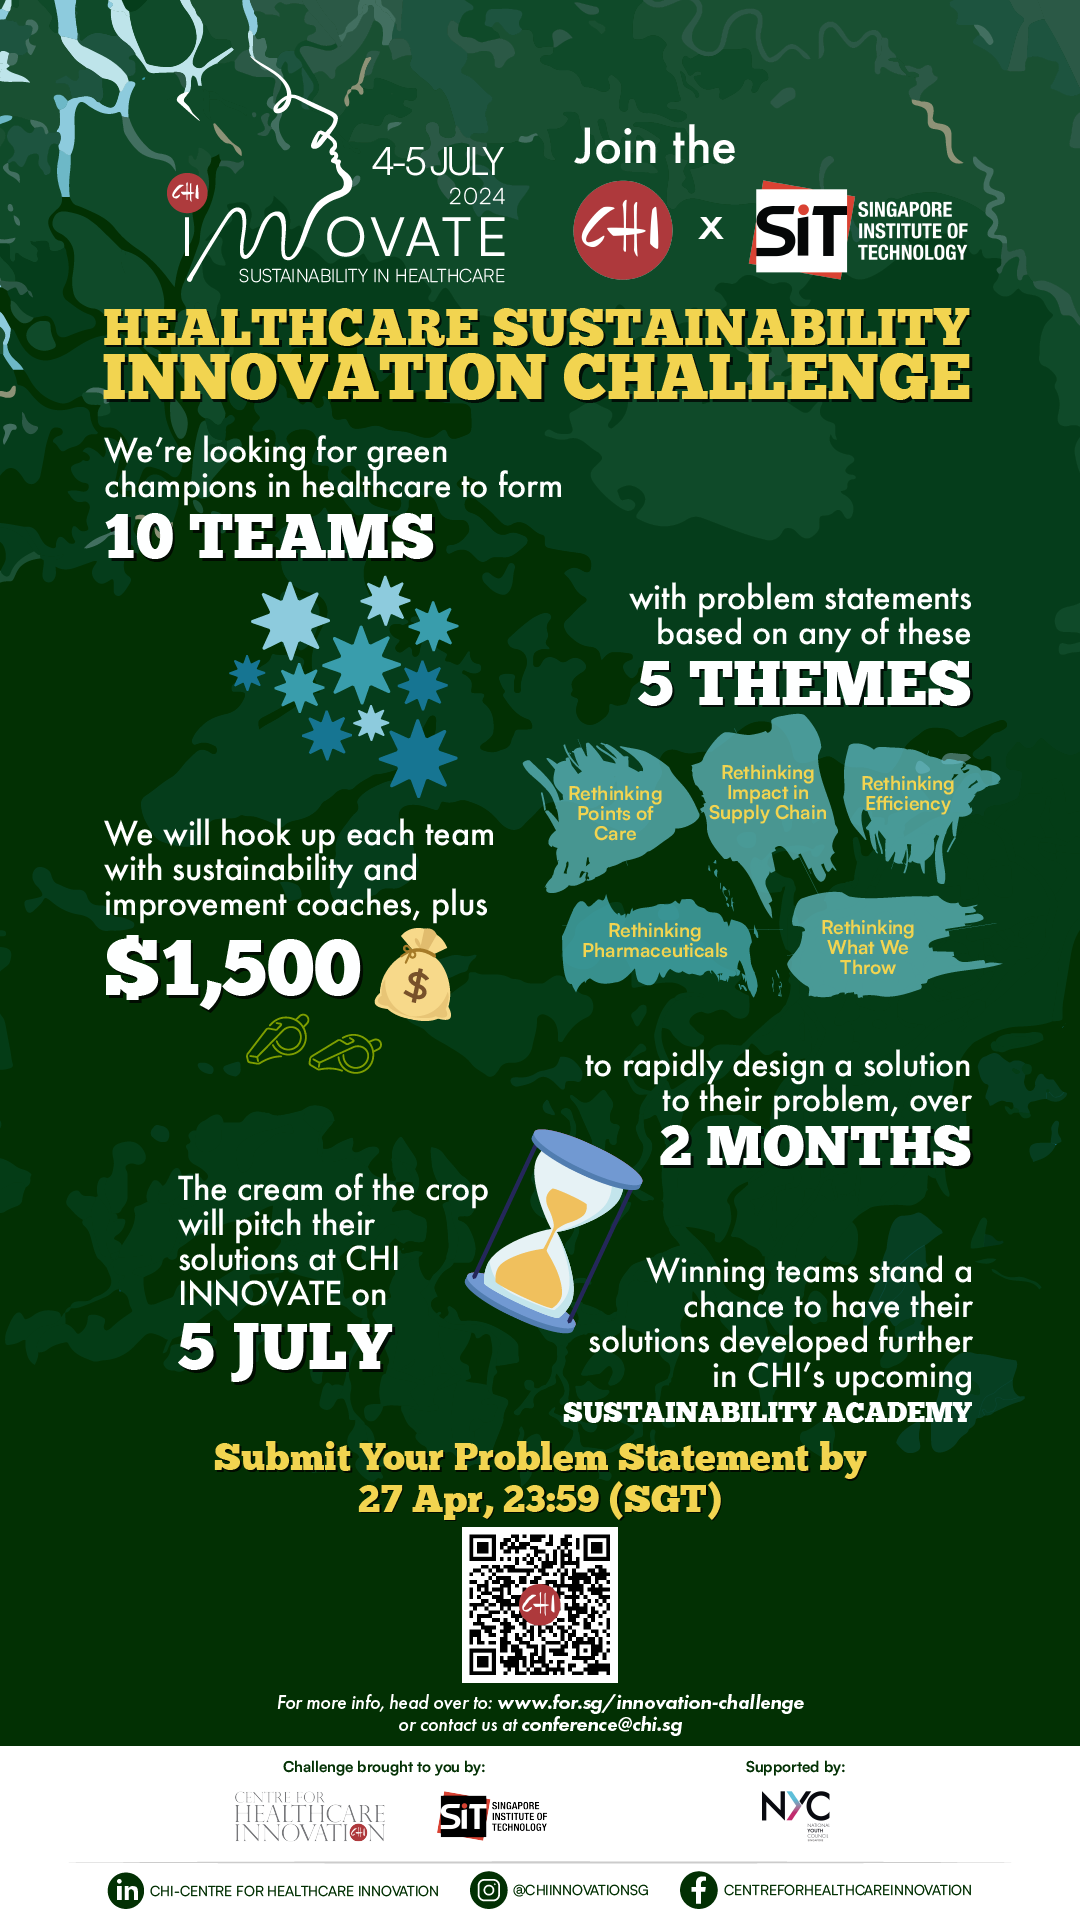 4-5 JULY
2024
CHI
INNOVATE
SUSTAINABILITY IN HEALTHCARE
Join the
CHI x SiT SINGAPORE
INSTITUTE OF
TECHNOLOGY
HEALTHCARE SUSTAINABILITY
INNOVATION CHALLENGE
We're looking for green
champions in healthcare to form
10 TEAMS
with problem statements
based on any of these
5 THEMES
Rethinking
Points of
Care
Rethinking
Impact in
Supply Chain
Rethinking
Efficiency
Rethinking
Pharmaceuticals
Rethinking
What We
Throw
We will hook up each team
with sustainability and
improvement coaches, plus
$1,500
$
to rapidly design a solution
to their problem, over
2 MONTHS
The cream of the crop
will pitch their
solutions at CHI
INNOVATE on
5 JULY
Winning teams stand a
chance to have their
solutions developed further
in CHI's upcoming
SUSTAINABILITY ACADEMY
Submit Your Problem Statement by
27 Apr, 23:59 (SGT)
CHI
For more info, head over to: www.for.sg/innovation-challenge
or contact us at conference@chi.sg
Challenge brought to you by:
CENTRE FOR
HEALTHCARE
INNOVATION
CHI
SiT SINGAPORE
INSTITUTE OF
TECHNOLOGY
Supported by:
NYC
NATIONAL
YOUTH
COUNCIL
SINGAPORE
in CHI-CENTRE FOR HEALTHCARE INNOVATION
@CHIINNOVATIONSG
f CENTREFORHEALTHCAREINNOVATION